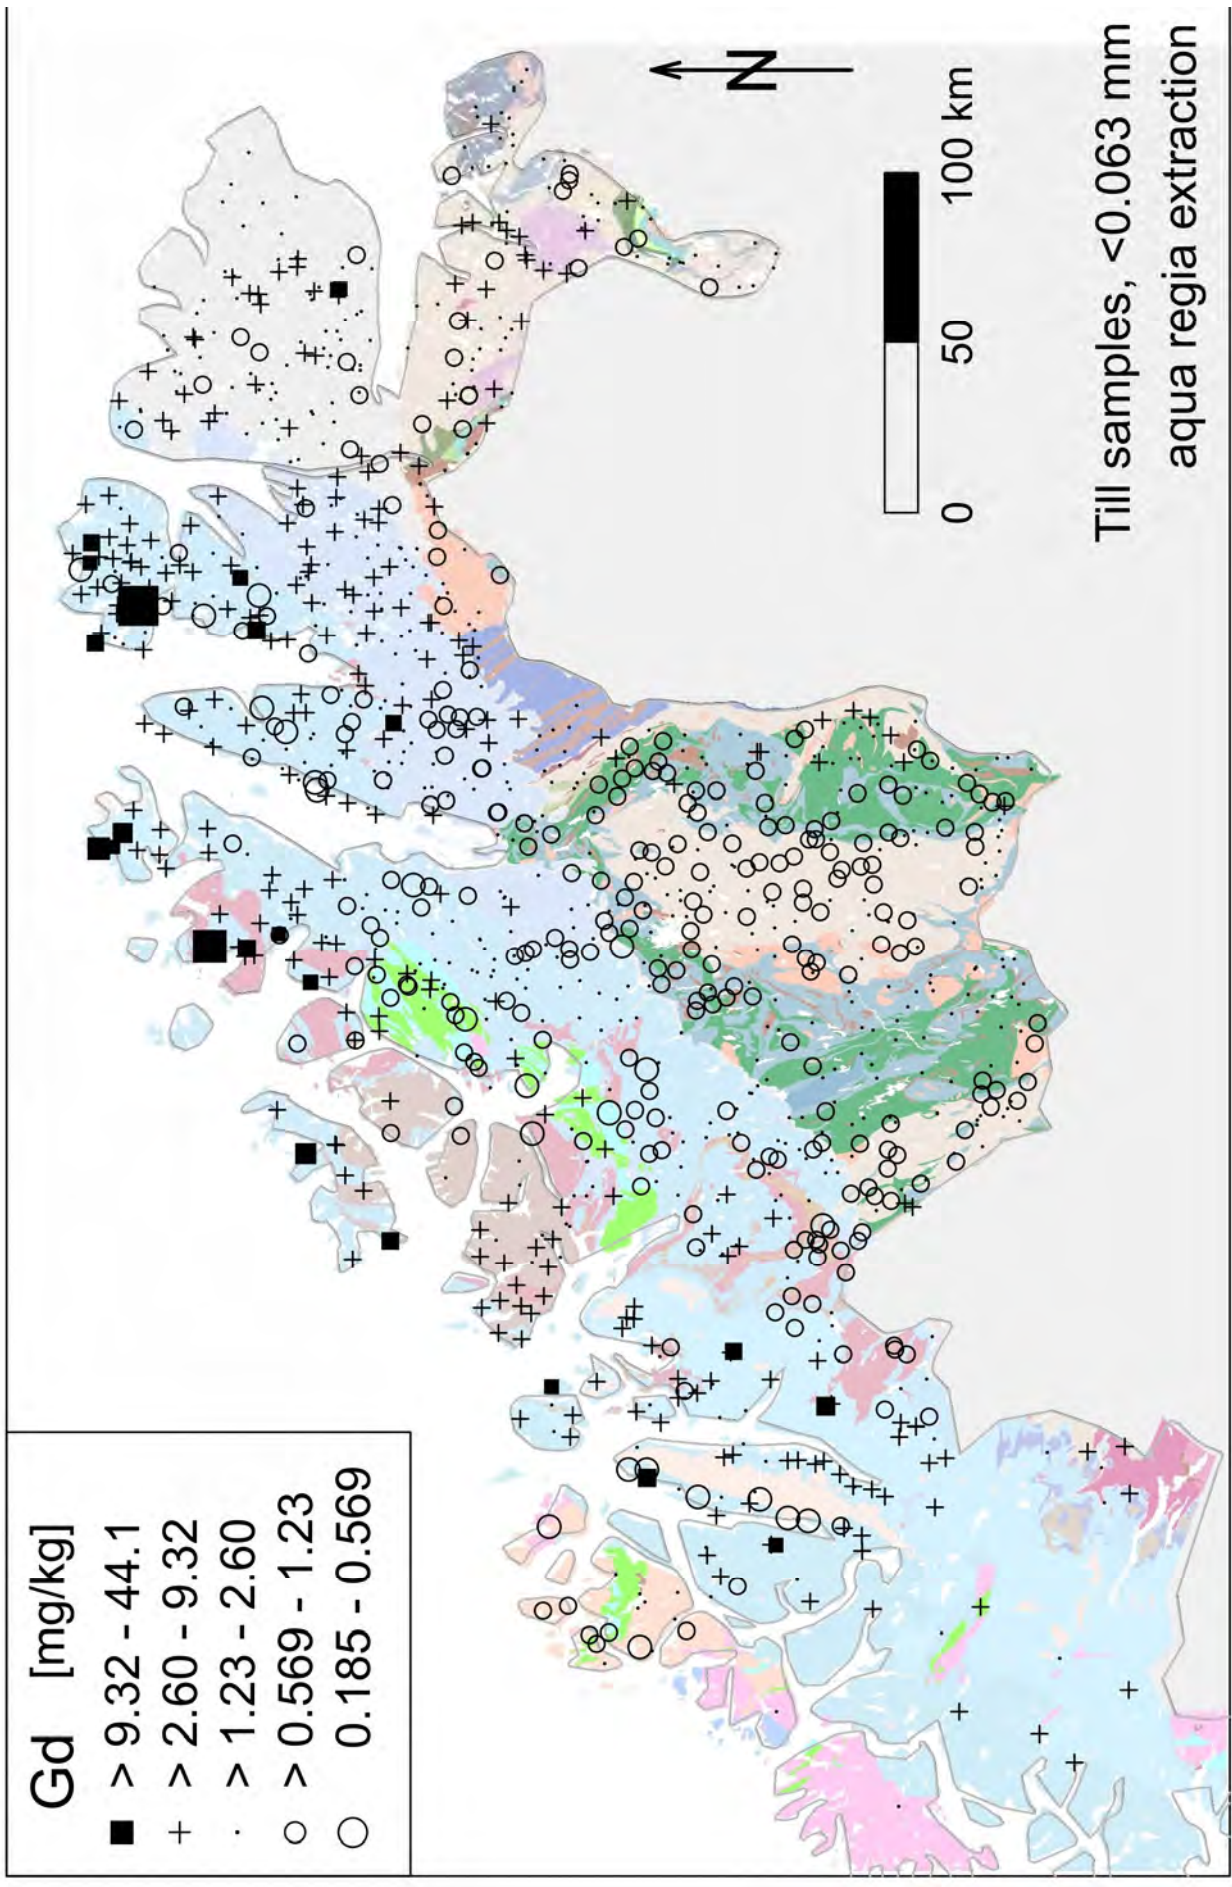 Gd [mg/kg]
> 9.32 - 44.1
> 2.60 - 9.32
> 1.23 - 2.60
> 0.569 - 1.23
0.185 - 0.569
N
0 50 100 km
Till samples, <0.063 mm
aqua regia extraction